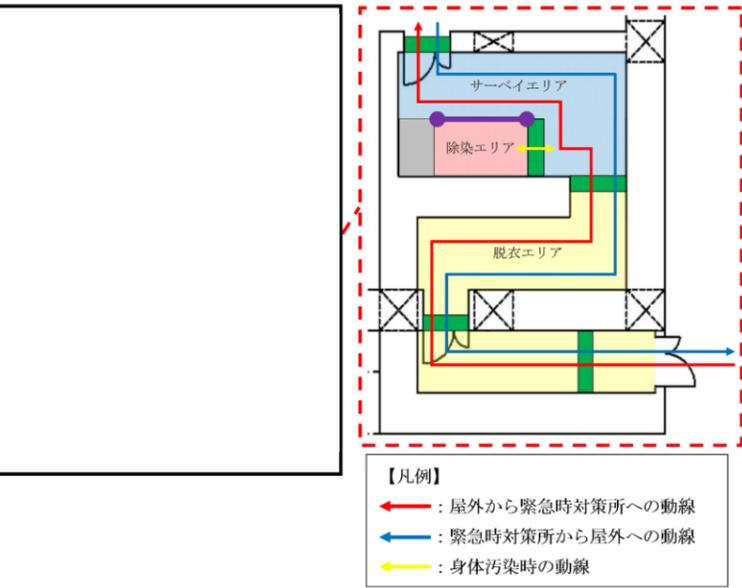 サーベイエリア
除染エリア
脱衣エリア
【凡例】
：屋外から緊急時対策所への動線
：緊急時対策所から屋外への動線
：身体汚染時の動線